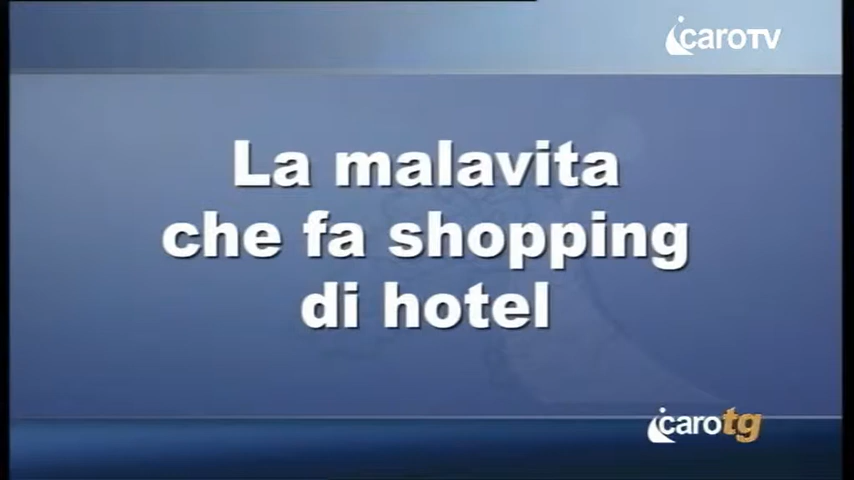 icaroTV
La malavita
che fa shopping
di hotel
icarotg